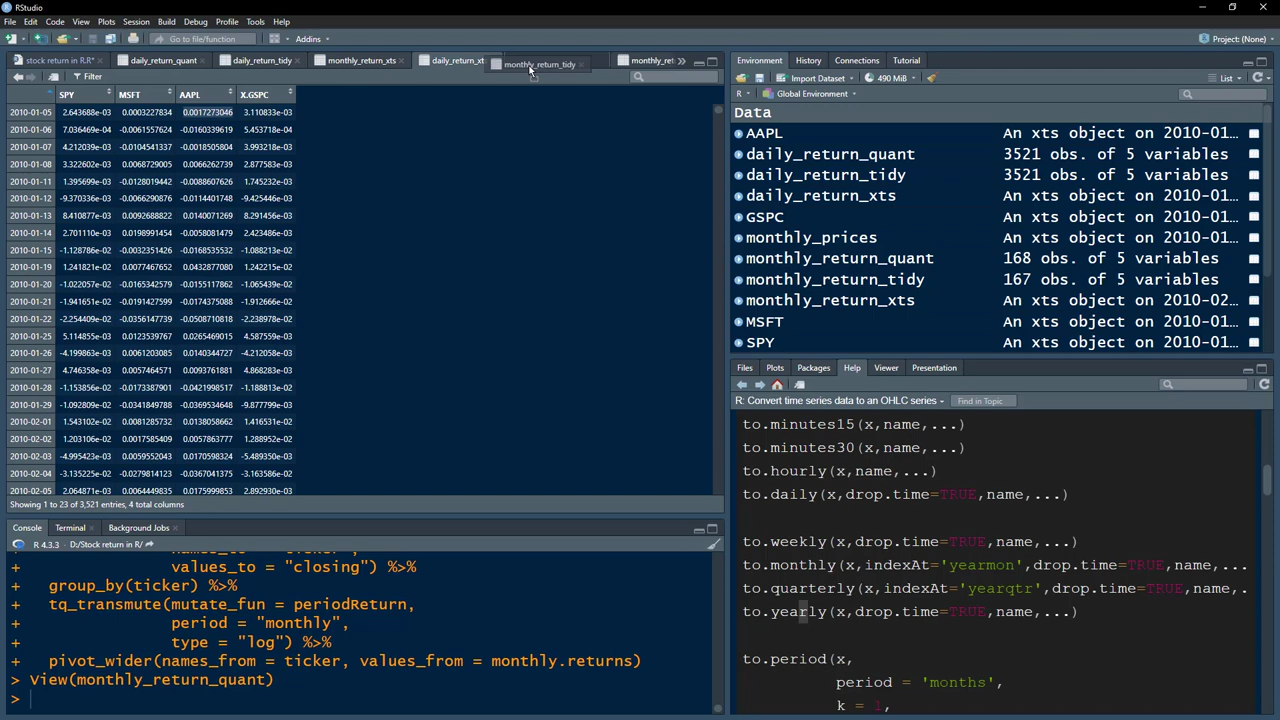 RStudio
File Edit Code View Plots Session Build Debug Profile Tools Help
Go to file/function Addins Project: (None)
stock return in R.R* daily_return_quant daily_return_tidy monthly_return_xts daily_return_xt monthly_return_tidy monthly_ret
Filter
SPY MSFT AAPL X.GSPC
2010-01-05 2.643688e-03 0.0003227834 0.0017273046 3.110833e-03
2010-01-06 7.036469e-04 -0.0061557624 -0.0160339619 5.453718e-04
2010-01-07 4.212039e-03 -0.0104541337 -0.0018505804 3.993218e-03
2010-01-08 3.322602e-03 0.0068729005 0.0066262739 2.877583e-03
2010-01-11 1.395699e-03 -0.0128019442 -0.0088607626 1.745232e-03
2010-01-12 -9.370336e-03 -0.0066290876 -0.0114401748 -9.425446e-03
2010-01-13 8.410877e-03 0.0092688822 0.0140071269 8.291456e-03
2010-01-14 2.701110e-03 0.0198991454 -0.0058081479 2.423486e-03
2010-01-15 -1.128786e-02 -0.0032351426 -0.0168535532 -1.088213e-02
2010-01-19 1.241821e-02 0.0077467652 0.0432877080 1.242215e-02
2010-01-20 -1.022057e-02 -0.0165342579 -0.0155117862 -1.065439e-02
2010-01-21 -1.941651e-02 -0.0191427599 -0.0174375088 -1.912666e-02
2010-01-22 -2.254409e-02 -0.0356147739 -0.0508710818 -2.238978e-02
2010-01-25 5.114855e-03 0.0123539767 0.0265469015 4.587559e-03
2010-01-26 -4.199863e-03 0.0061203085 0.0140344727 -4.212058e-03
2010-01-27 4.746358e-03 0.0057464571 0.0093761881 4.868283e-03
2010-01-28 -1.153856e-02 -0.0173387901 -0.0421998517 -1.188813e-02
2010-01-29 -1.092809e-02 -0.0341849788 -0.0369534648 -9.877799e-03
2010-02-01 1.543102e-02 0.0081285732 0.0138058662 1.416531e-02
2010-02-02 1.203106e-02 0.0017585409 0.0057863777 1.288952e-02
2010-02-03 -4.995423e-03 0.0059552043 0.0170598324 -5.489350e-03
2010-02-04 -3.135225e-02 -0.0279814123 -0.0367041375 -3.163586e-02
2010-02-05 2.064871e-03 0.0064449835 0.0175999853 2.892930e-03
Showing 1 to 23 of 3,521 entries, 4 total columns
Console Terminal Background Jobs
R 4.3.3 D:/Stock return in R/
+ values_to = "closing") %>%
+ group_by(ticker) %>%
+ tq_transmute(mutate_fun = periodReturn,
+ period = "monthly",
+ type = "log") %>%
+ pivot_wider(names_from = ticker, values_from = monthly.returns)
> View(monthly_return_quant)
>
Environment History Connections Tutorial
Import Dataset 490 MiB List
R Global Environment
Data
AAPL An xts object on 2010-01...
daily_return_quant 3521 obs. of 5 variables
daily_return_tidy 3521 obs. of 5 variables
daily_return_xts An xts object on 2010-01...
GSPC An xts object on 2010-01...
monthly_prices An xts object on 2010-01...
monthly_return_quant 168 obs. of 5 variables
monthly_return_tidy 167 obs. of 5 variables
monthly_return_xts An xts object on 2010-02...
MSFT An xts object on 2010-01...
SPY An xts object on 2010-01...
Files Plots Packages Help Viewer Presentation
R: Convert time series data to an OHLC series Find in Topic
to.minutes15(x,name,...)
to.minutes30(x,name,...)
to.hourly(x,name,...)
to.daily(x,drop.time=TRUE,name,...)
to.weekly(x,drop.time=TRUE,name,...)
to.monthly(x,indexAt='yearmon',drop.time=TRUE,name,...
to.quarterly(x,indexAt='yearqtr',drop.time=TRUE,name,.
to.yearly(x,drop.time=TRUE,name,...)
to.period(x,
period = 'months',
k = 1,